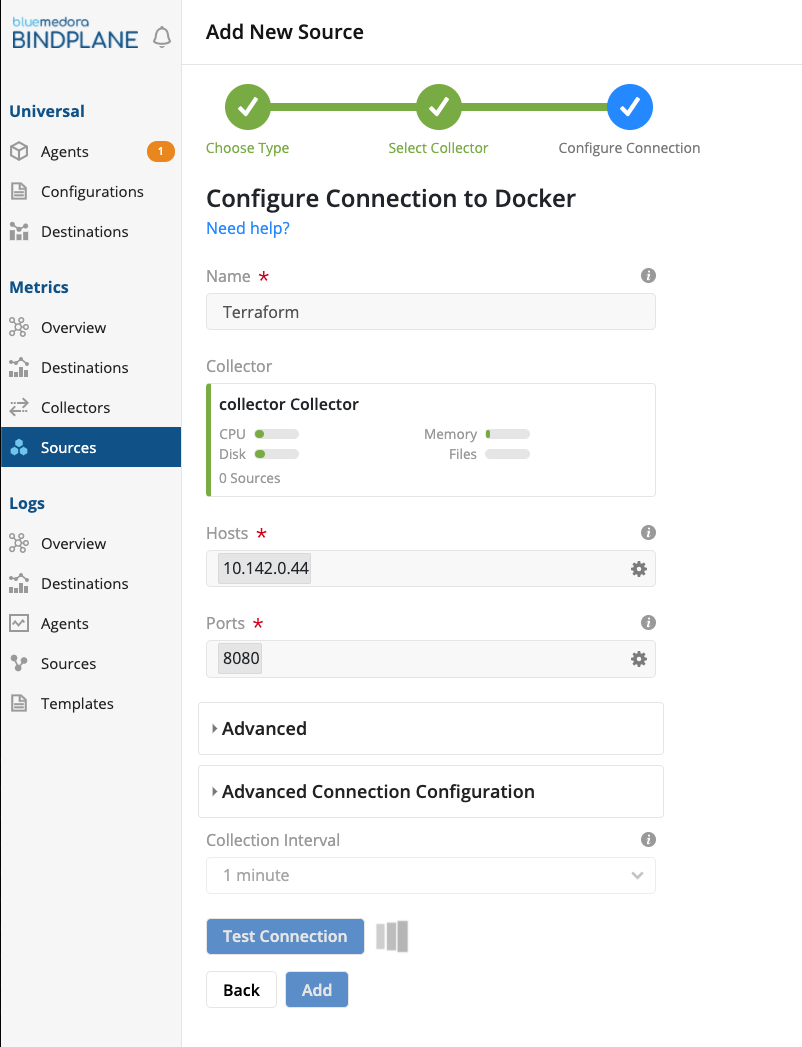 bluemedora
BINDPLANE
Universal
Agents 1
Configurations
Destinations
Metrics
Overview
Destinations
Collectors
Sources
Logs
Overview
Destinations
Agents
Sources
Templates
Add New Source
Choose Type Select Collector Configure Connection
Configure Connection to Docker
Need help?
Name *
Terraform
Collector
collector Collector
CPU Memory
Disk Files
0 Sources
Hosts *
10.142.0.44
Ports *
8080
Advanced
Advanced Connection Configuration
Collection Interval
1 minute
Test Connection
Back Add